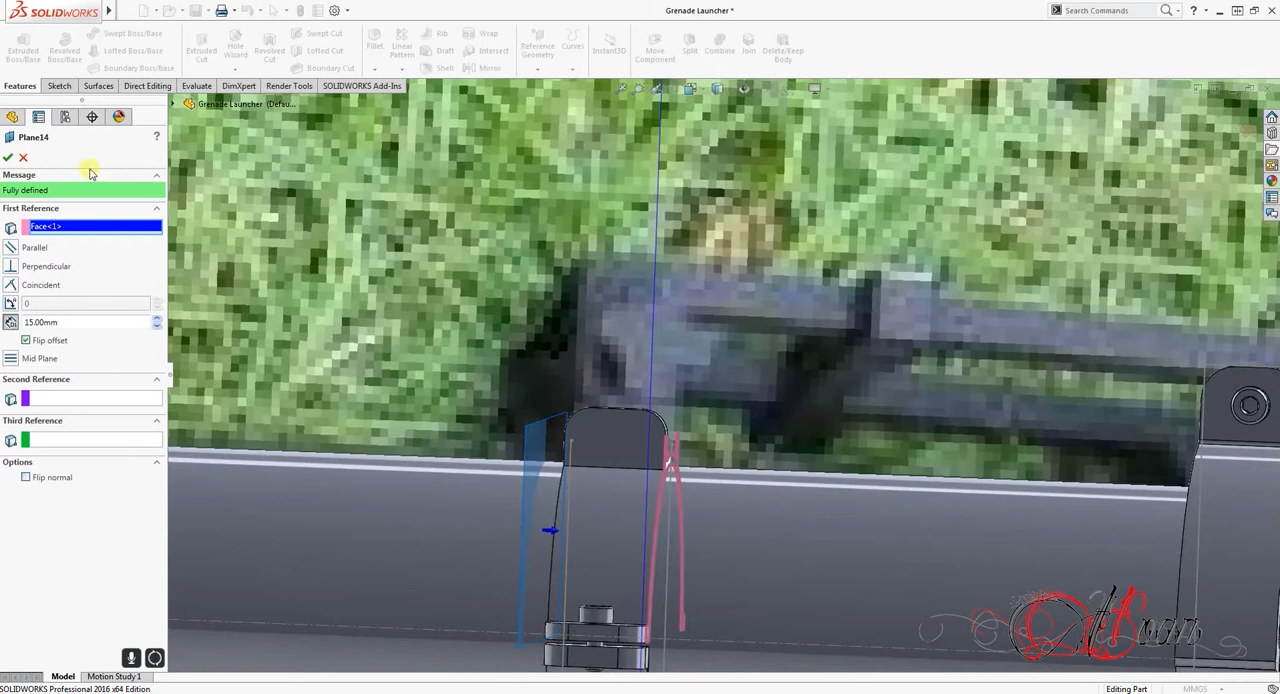 SOLIDWORKS
Grenade Launcher *
Search Commands
Extruded Boss/Base
Revolved Boss/Base
Swept Boss/Base
Lofted Boss/Base
Boundary Boss/Base
Extruded Cut
Hole Wizard
Revolved Cut
Swept Cut
Lofted Cut
Boundary Cut
Fillet
Linear Pattern
Rib
Draft
Shell
Wrap
Intersect
Mirror
Reference Geometry
Curves
Instant3D
Move Component
Split
Combine
Join
Delete/Keep Body
Features
Sketch
Surfaces
Evaluate
Direct Editing
DimXpert
Render Tools
SOLIDWORKS Add-Ins
Grenade Launcher (Defau...
Plane14
?
Message
Fully defined
First Reference
Face<1>
Parallel
Perpendicular
Coincident
0
15.00mm
Flip offset
Mid Plane
Second Reference
Third Reference
Options
Flip normal
Model
Motion Study 1
SOLIDWORKS Professional 2016 x64 Edition
Editing Part
MMGS